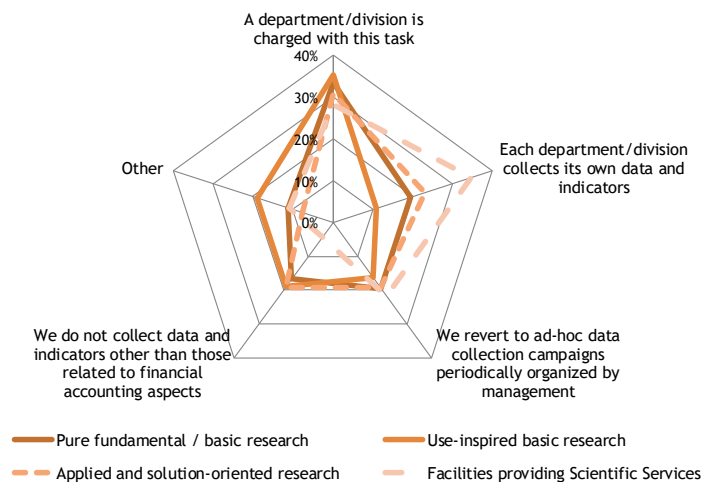 A department/division is
charged with this task
40%
30%
20%
10%
0%
Each department/division
collects its own data and
indicators
Other
We do not collect data and
indicators other than those
related to financial
accounting aspects
We revert to ad-hoc data
collection campaigns
periodically organized by
management
Pure fundamental / basic research
Use-inspired basic research
Applied and solution-oriented research
Facilities providing Scientific Services